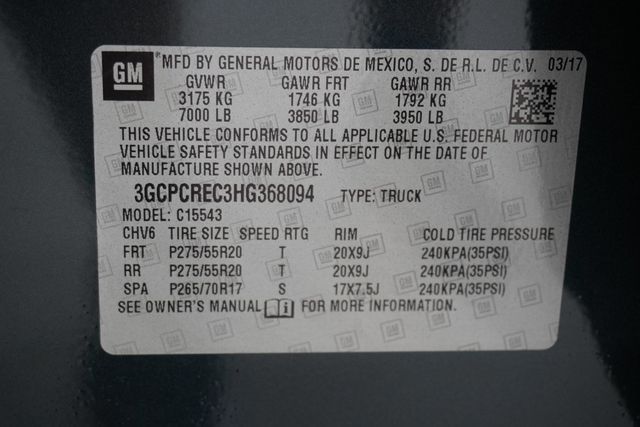 GM ®MFD BY GENERAL MOTORS DE MEXICO, S. DE R.L. DE C.V. 03/17
GVWR GAWR FRT GAWR RR
3175 KG 1746 KG 1792 KG
7000 LB 3850 LB 3950 LB
THIS VEHICLE CONFORMS TO ALL APPLICABLE U.S. FEDERAL MOTOR
VEHICLE SAFETY STANDARDS IN EFFECT ON THE DATE OF
MANUFACTURE SHOWN ABOVE.
3GCPCREC3HG368094 TYPE: TRUCK
MODEL: C15543
CHV6 TIRE SIZE SPEED RTG RIM COLD TIRE PRESSURE
FRT P275/55R20 T 20X9J 240KPA(35PSI)
RR P275/55R20 T 20X9J 240KPA(35PSI)
SPA P265/70R17 S 17X7.5J 240KPA(35PSI)
SEE OWNER'S MANUAL i FOR MORE INFORMATION.